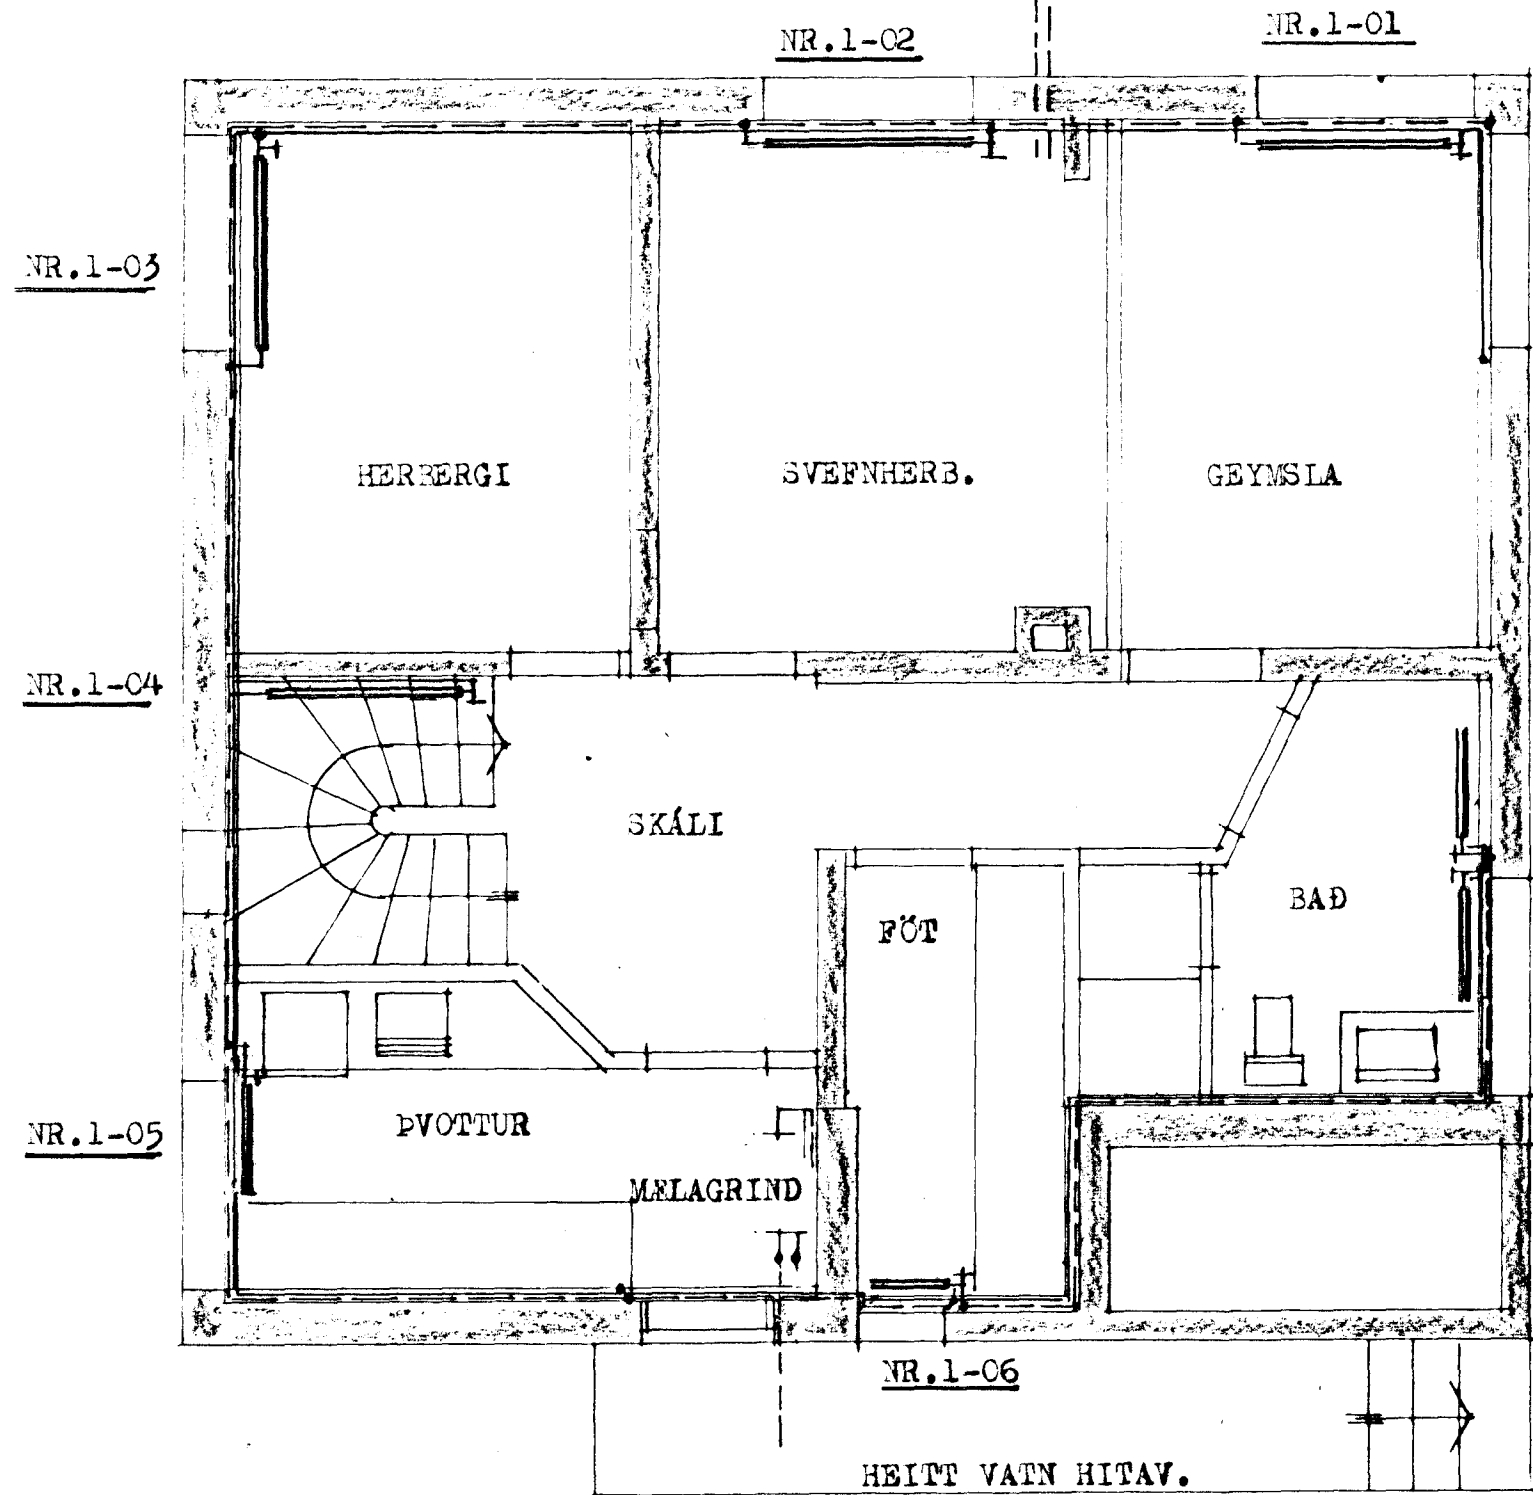 NR.1-02
NR.1-01
NR.1-03
HERBERGI
SVEFNHERB.
GEYMSLA
NR.1-04
SKÁLI
BAÐ
FÖT
NR.1-05
ÞVOTTUR
MÆLAGRIND
NR.1-06
HEITT VATN HITAV.